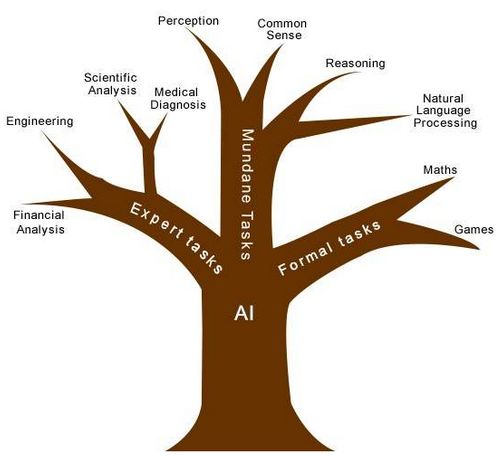 Perception
Common
Sense
Reasoning
Scientific
Analysis
Medical
Diagnosis
Natural
Language
Processing
Engineering
Maths
Financial
Analysis
Games
Expert tasks
Mundane Tasks
Formal tasks
AI